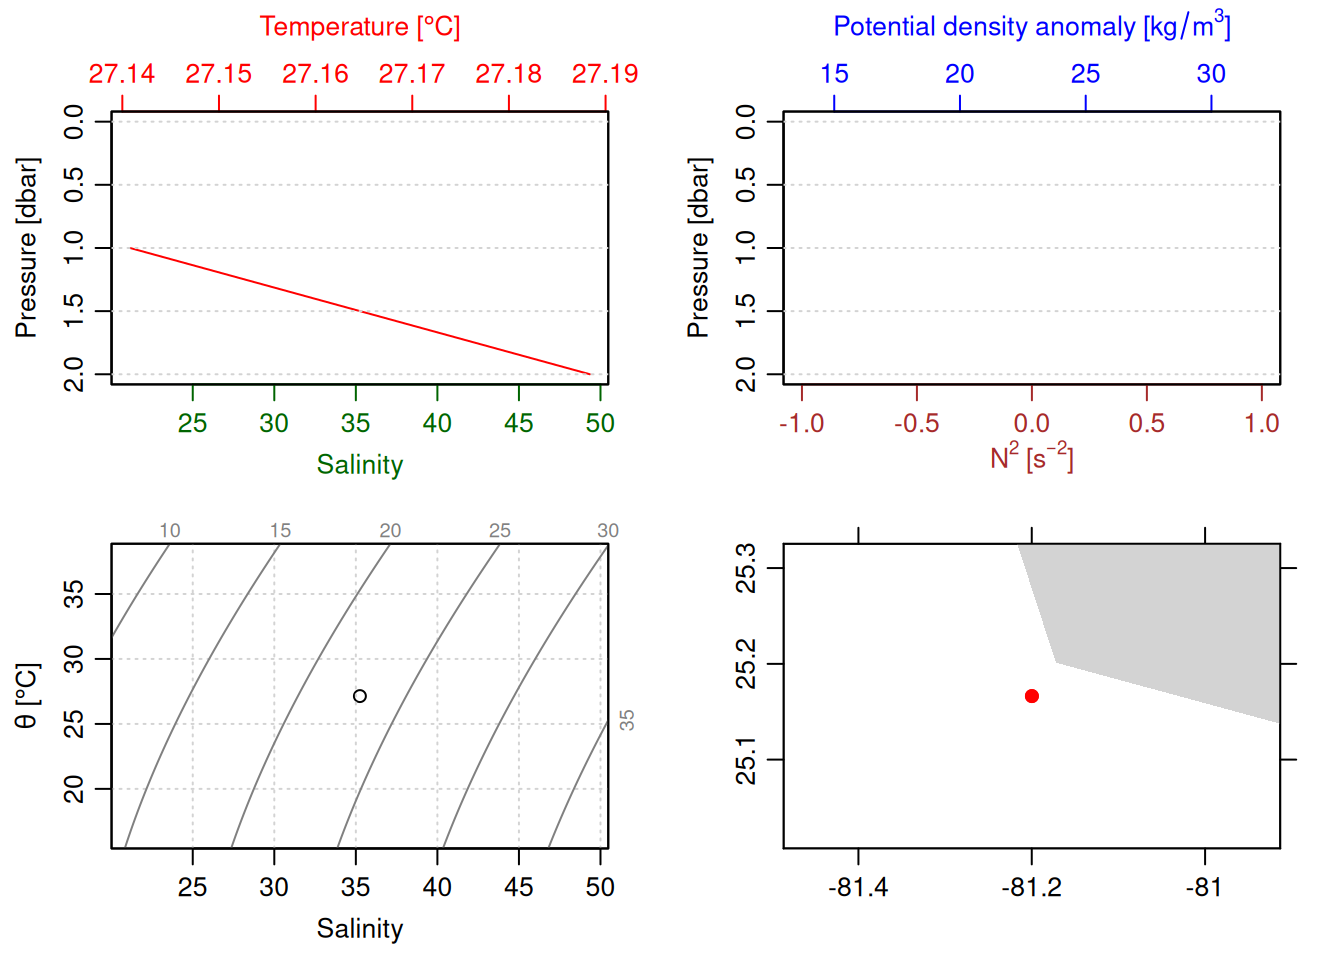 Temperature [°C]
27.14 27.15 27.16 27.17 27.18 27.19
Pressure [dbar]
0.0
0.5
1.0
1.5
2.0
25 30 35 40 45 50
Salinity
Potential density anomaly [kg/m³]
15 20 25 30
Pressure [dbar]
0.0
0.5
1.0
1.5
2.0
-1.0 -0.5 0.0 0.5 1.0
N² [s⁻²]
10 15 20 25 30
35
θ [°C]
35
30
25
20
25 30 35 40 45 50
Salinity
25.3
25.2
25.1
-81.4 -81.2 -81